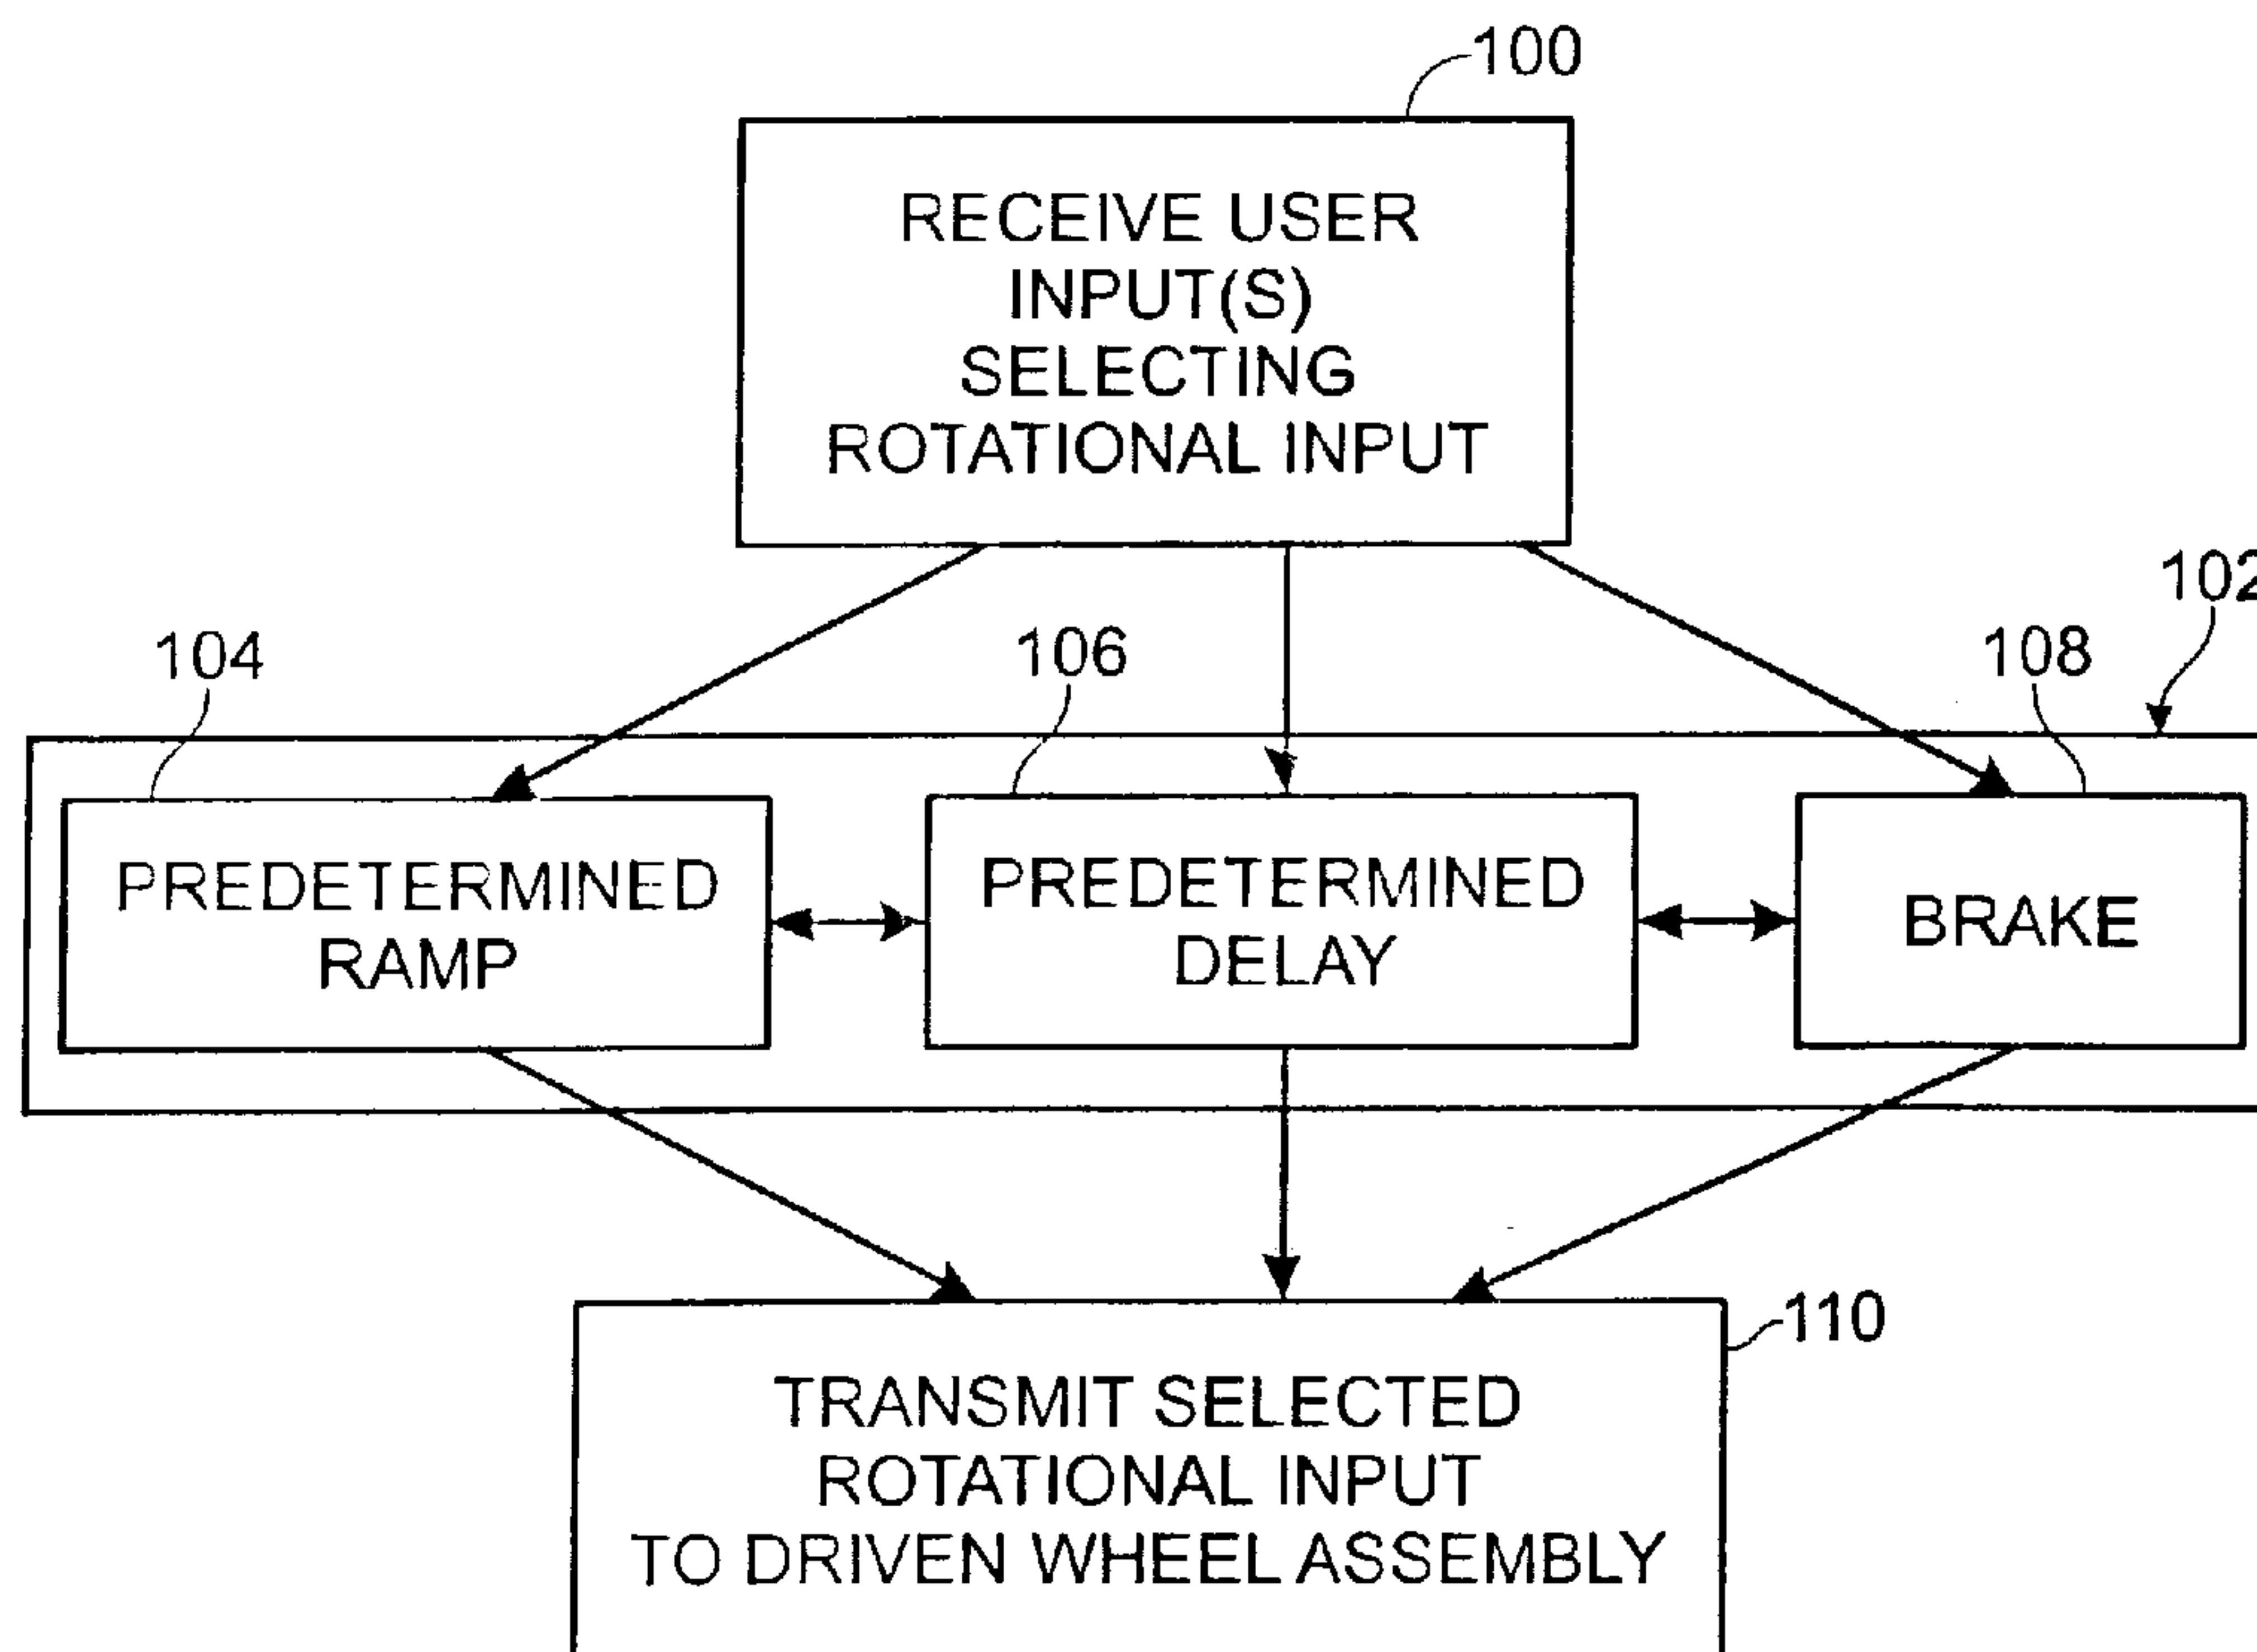 100
RECEIVE USER
INPUT(S)
SELECTING
ROTATIONAL INPUT
102
104
106
108
PREDETERMINED
RAMP
PREDETERMINED
DELAY
BRAKE
110
TRANSMIT SELECTED
ROTATIONAL INPUT
TO DRIVEN WHEEL ASSEMBLY